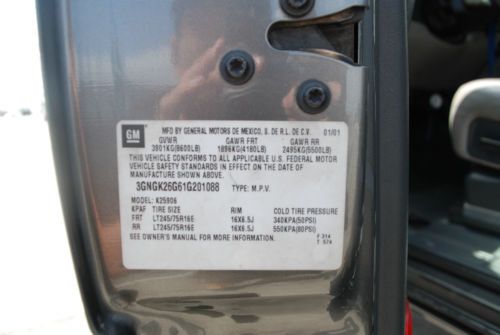 GM
MFD BY GENERAL MOTORS DE MEXICO, S. DE R.L. DE C.V. 01/01
GVWR GAWR FRT GAWR RR
3901KG(8600LB) 1896KG(4180LB) 2495KG(5500LB)
THIS VEHICLE CONFORMS TO ALL APPLICABLE U.S. FEDERAL MOTOR
VEHICLE SAFETY STANDARDS IN EFFECT ON THE DATE OF
MANUFACTURE SHOWN ABOVE.
3GNGK26G61G201088 TYPE: M.P.V.
MODEL: K25906
KPAF TIRE SIZE RIM COLD TIRE PRESSURE
FRT LT245/75R16E 16X6.5J 340KPA(50PSI)
RR LT245/75R16E 16X6.5J 550KPA(80PSI)
SEE OWNER'S MANUAL FOR MORE INFORMATION.
F 314
T 574